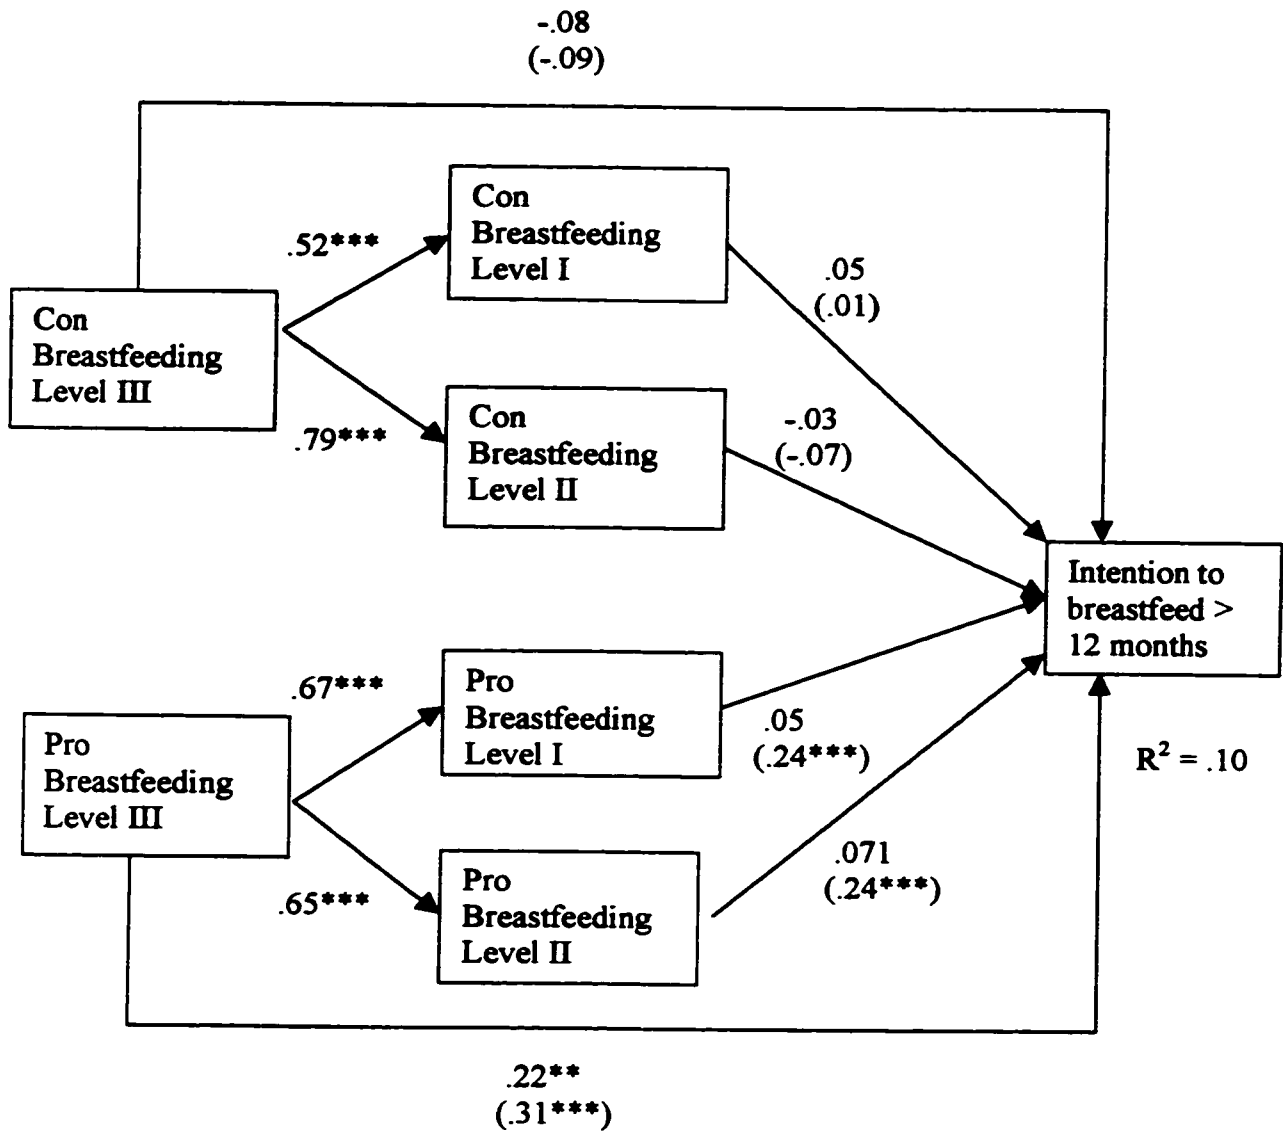 -.08
(-.09)
Con
Breastfeeding
Level I
.52***
.05
(.01)
Con
Breastfeeding
Level III
.79***
Con
Breastfeeding
Level II
-.03
(-.07)
Intention to
breastfeed >
12 months
.67***
Pro
Breastfeeding
Level I
.05
(.24***)
Pro
Breastfeeding
Level III
R² = .10
.65***
Pro
Breastfeeding
Level II
.071
(.24***)
.22**
(.31***)